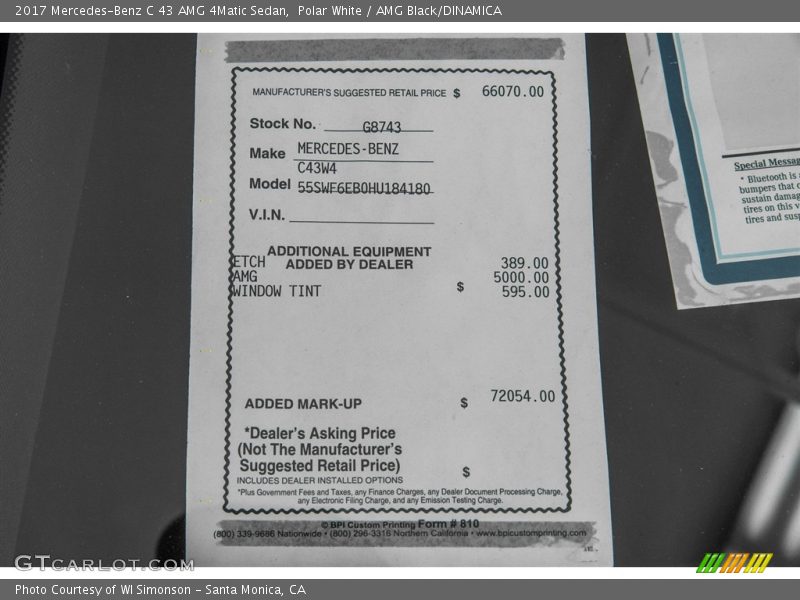 2017 Mercedes-Benz C 43 AMG 4Matic Sedan, Polar White / AMG Black/DINAMICA
MANUFACTURER'S SUGGESTED RETAIL PRICE $ 66070.00
Stock No. G8743
Make MERCEDES-BENZ
C43W4
Model 55SWF6EB0HU184180
V.I.N.
ADDITIONAL EQUIPMENT
ADDED BY DEALER
ETCH 389.00
AMG 5000.00
WINDOW TINT $ 595.00
ADDED MARK-UP $ 72054.00
*Dealer's Asking Price
(Not The Manufacturer's
Suggested Retail Price) $
INCLUDES DEALER INSTALLED OPTIONS
*Plus Government Fees and Taxes, any Finance Charges, any Dealer Document Processing Charge,
any Electronic Filing Charge, and any Emission Testing Charge.
© BPI Custom Printing Form # 810
(800) 339-9686 Nationwide • (800) 296-3316 Northern California • www.bpicustomprinting.com
Special Messag
* Bluetooth is a
bumpers that c
sustain damag
tires on this v
tires and susp
GTCarLot.com
Photo Courtesy of WI Simonson - Santa Monica, CA